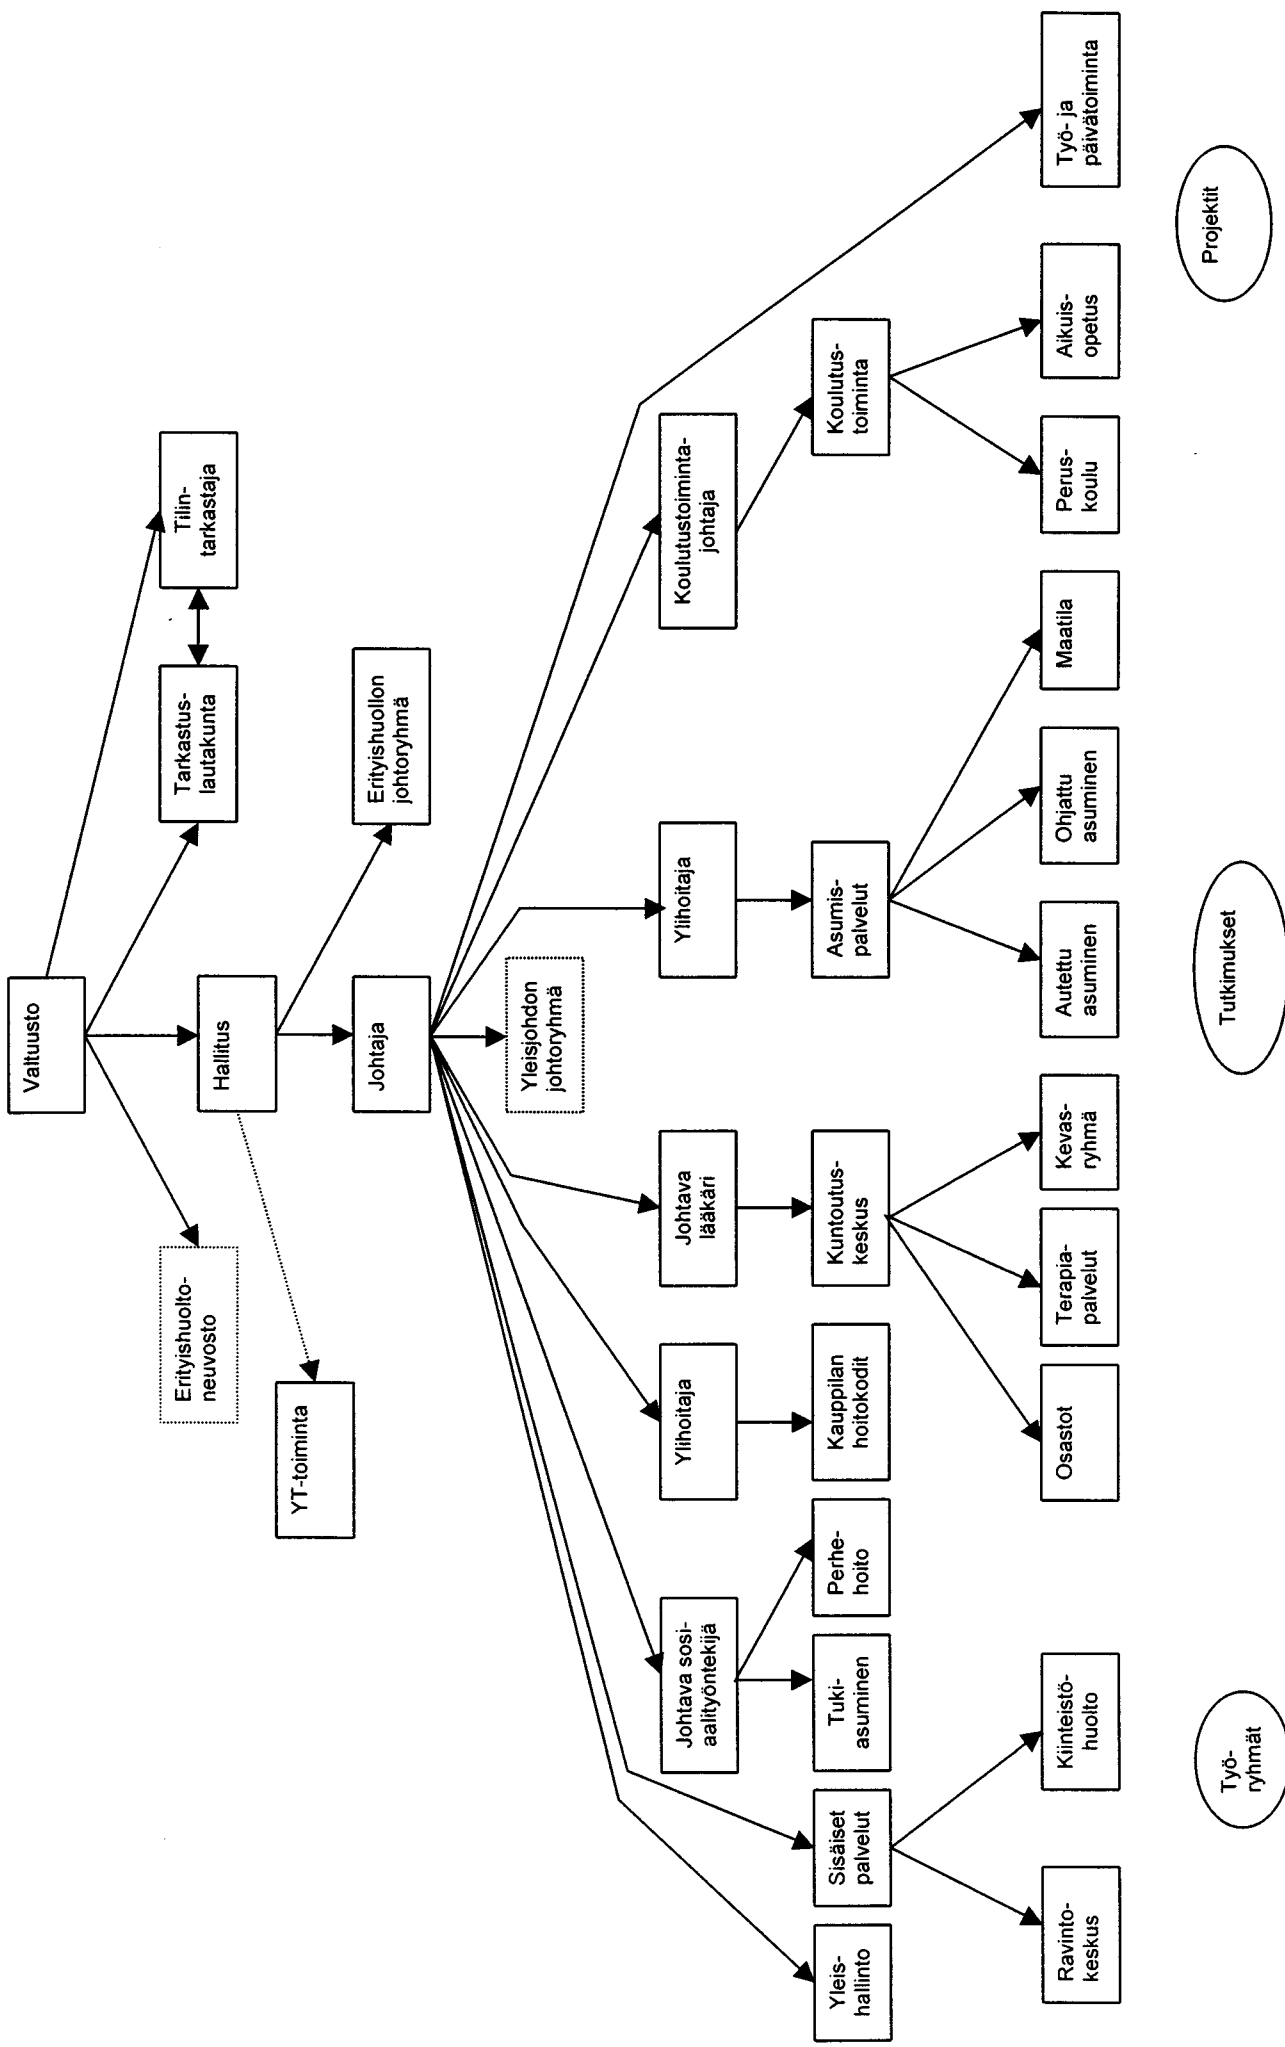 Valtuusto
Erityishuolto-
neuvosto
Tarkastus-
lautakunta
Tilin-
tarkastaja
Hallitus
YT-toiminta
Johtaja
Erityishuollon
johtoryhmä
Yleisjohdon
johtoryhmä
Johtava sosi-
aalityöntekijä
Ylihoitaja
Johtava
lääkäri
Ylihoitaja
Koulutustoiminta-
johtaja
Yleis-
hallinto
Sisäiset
palvelut
Tuki-
asuminen
Perhe-
hoito
Kauppilan
hoitokodit
Kuntoutus-
keskus
Asumis-
palvelut
Koulutus-
toiminta
Ravinto-
keskus
Kiinteistö-
huolto
Osastot
Terapia-
palvelut
Kevas-
ryhmä
Autettu
asuminen
Ohjattu
asuminen
Maatila
Perus-
koulu
Aikuis-
opetus
Työ- ja
päivätoiminta
Työ-
ryhmät
Tutkimukset
Projektit